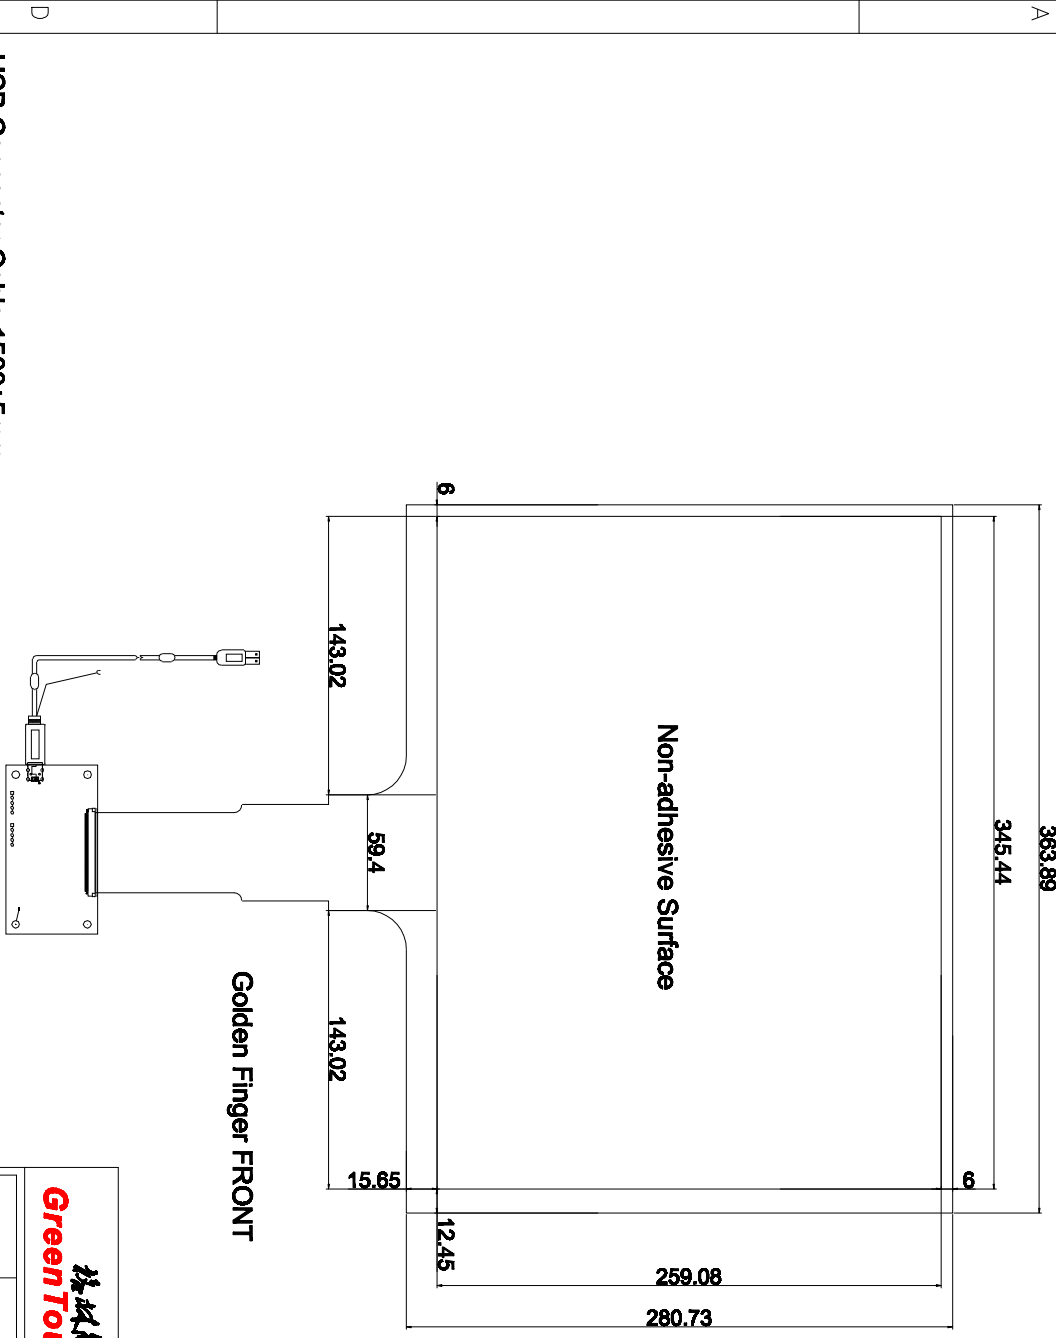 A
D
363.89
345.44
6
Non-adhesive Surface
143.02
59.4
143.02
15.65
6
12.45
259.08
280.73
Golden Finger FRONT